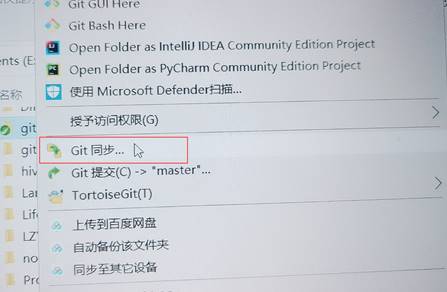 Git GUI Here
Git Bash Here
Open Folder as IntelliJ IDEA Community Edition Project
ents (E:
Open Folder as PyCharm Community Edition Project
名称
使用 Microsoft Defender扫描...
授予访问权限(G)
git
git
Git 同步...
hiv
Git 提交(C) -> "master"...
Lar
TortoiseGit(T)
Life
上传到百度网盘
LZY
自动备份该文件夹
no
同步至其它设备
Pro